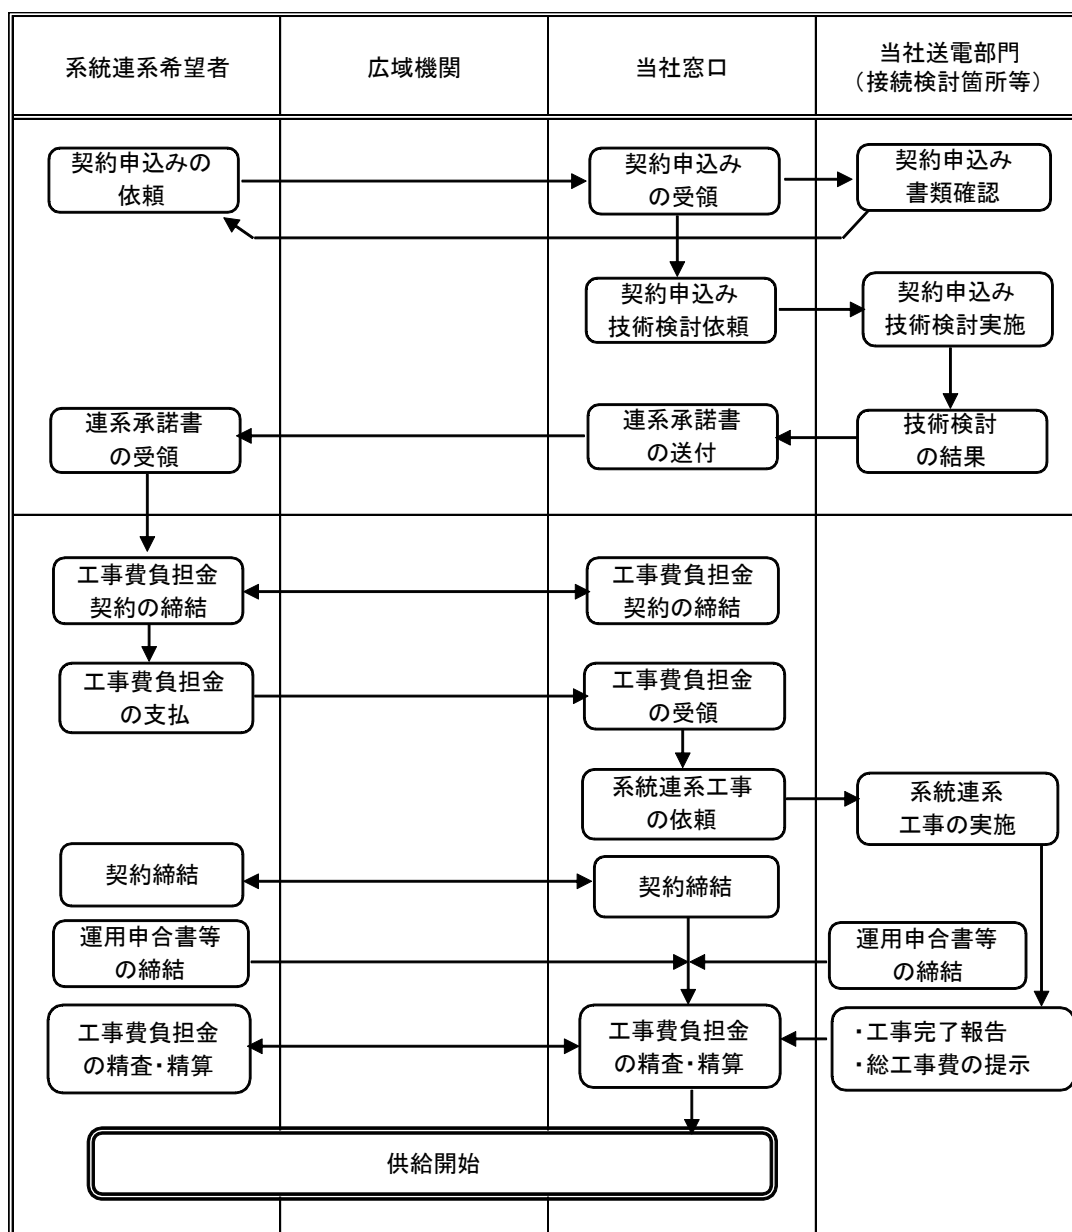 系統連系希望者
広域機関
当社窓口
当社送電部門
(接続検討箇所等)
契約申込みの
依頼
契約申込み
の受領
契約申込み
書類確認
契約申込み
技術検討依頼
契約申込み
技術検討実施
連系承諾書
の受領
連系承諾書
の送付
技術検討
の結果
工事費負担金
契約の締結
工事費負担金
契約の締結
工事費負担金
の支払
工事費負担金
の受領
系統連系工事
の依頼
系統連系
工事の実施
契約締結
契約締結
運用申合書等
の締結
運用申合書等
の締結
工事費負担金
の精査・精算
工事費負担金
の精査・精算
・工事完了報告
・総工事費の提示
供給開始